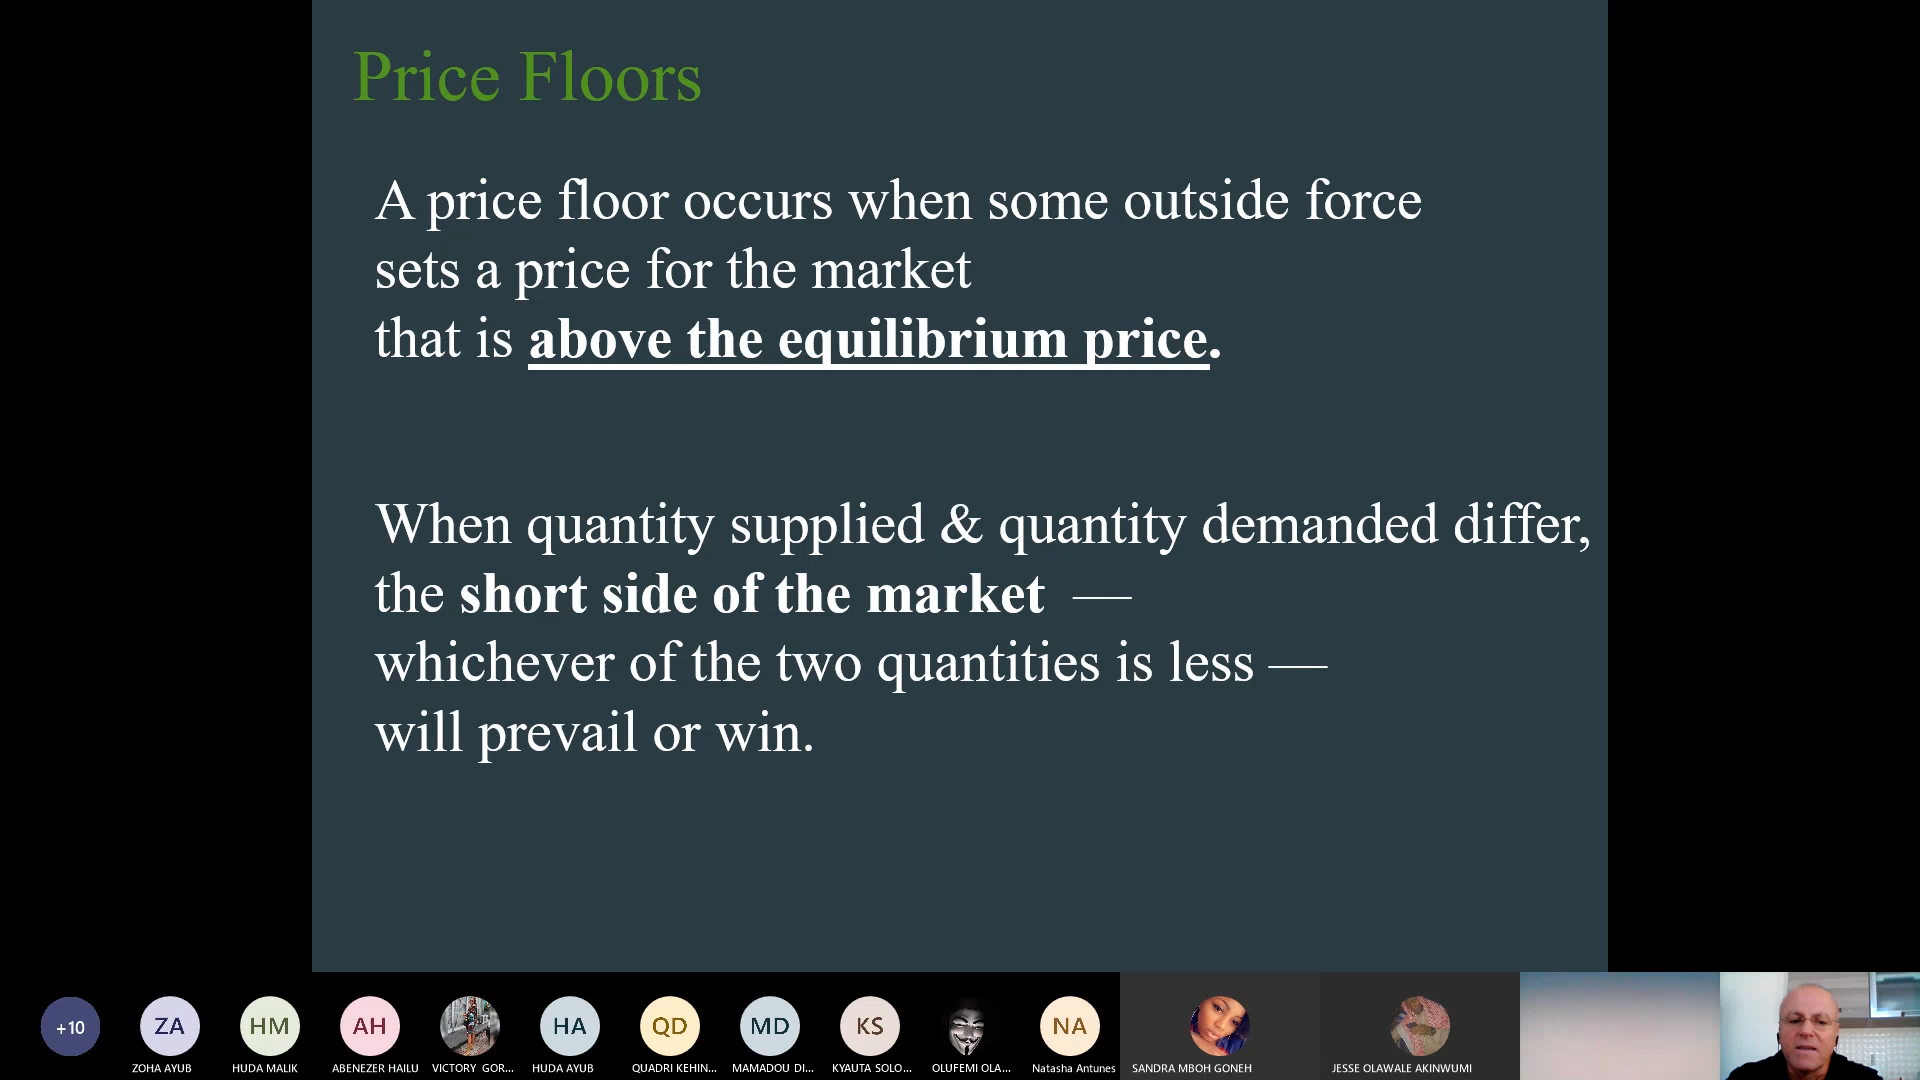 Price Floors
A price floor occurs when some outside force
sets a price for the market
that is above the equilibrium price.
When quantity supplied & quantity demanded differ,
the short side of the market —
whichever of the two quantities is less —
will prevail or win.
+10
ZA
HM
AH
HA
QD
MD
KS
NA
ZOHA AYUB
HUDA MALIK
ABENEZER HAILU
VICTORY GOR...
HUDA AYUB
QUADRI KEHIN...
MAMADOU DI...
KYAUTA SOLO...
OLUFEMI OLA...
Natasha Antunes
SANDRA MBOH GONEH
JESSE OLAWALE AKINWUMI